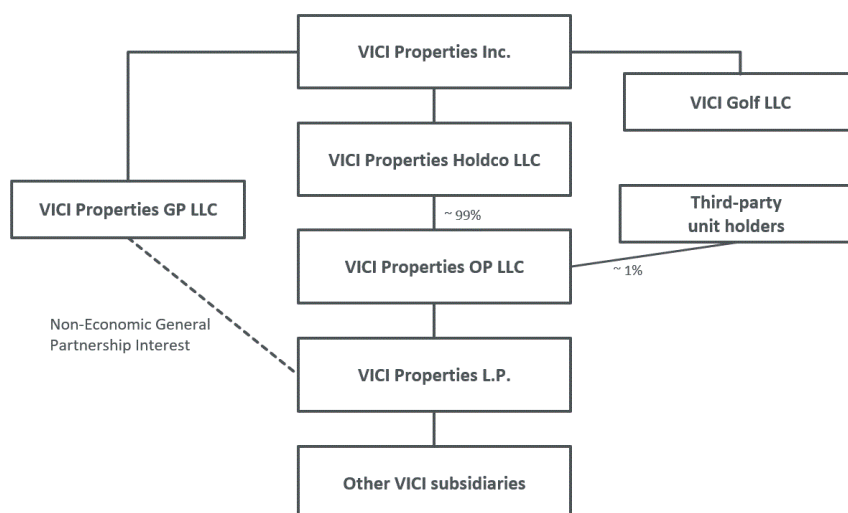 VICI Properties Inc.
VICI Golf LLC
VICI Properties Holdco LLC
VICI Properties GP LLC
Third-party
unit holders
~ 99%
VICI Properties OP LLC
~ 1%
Non-Economic General
Partnership Interest
VICI Properties L.P.
Other VICI subsidiaries